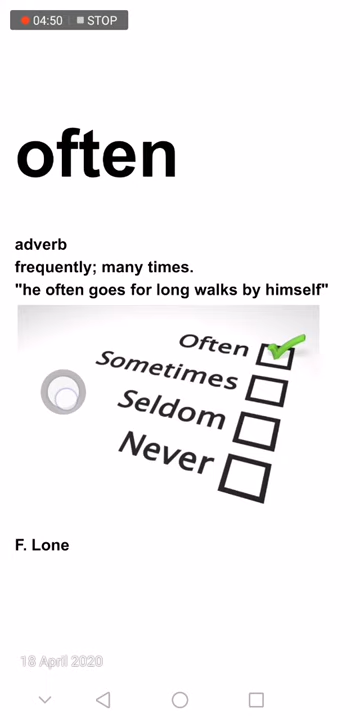 04:50 STOP
often
adverb
frequently; many times.
"he often goes for long walks by himself"
Often
Sometimes
Seldom
Never
F. Lone
18 April 2020